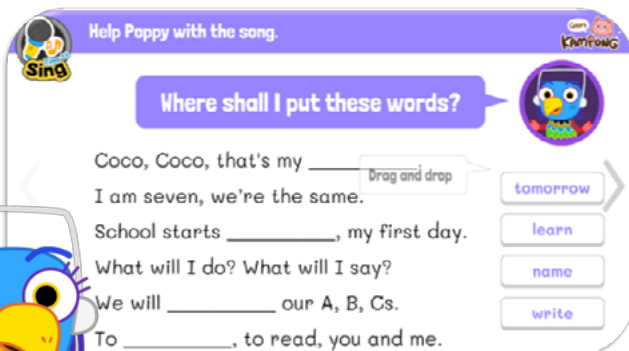 Help Poppy with the song.
Sing
KAMPONG
Where shall I put these words?
Coco, Coco, that's my __________.
Drag and drop
I am seven, we're the same.
School starts __________, my first day.
What will I do? What will I say?
We will __________ our A, B, Cs.
To __________, to read, you and me.
tomorrow
learn
name
write